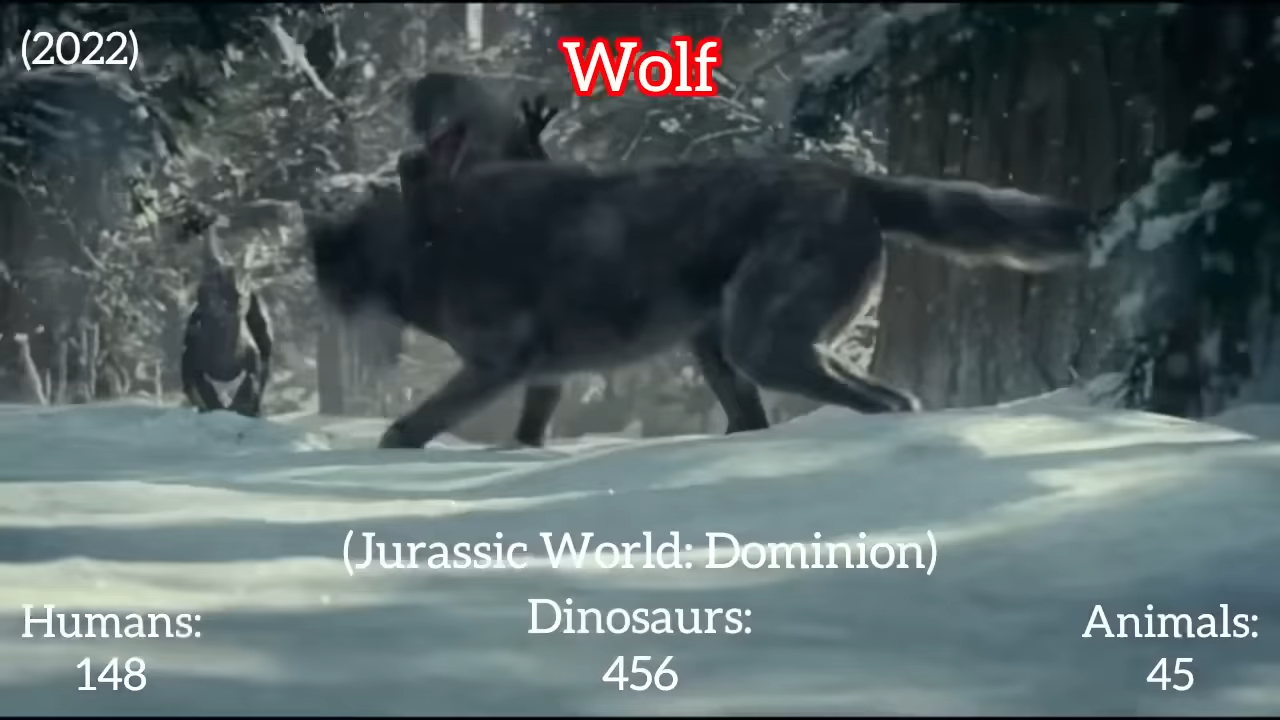 (2022)
Wolf
(Jurassic World: Dominion)
Humans:
148
Dinosaurs:
456
Animals:
45